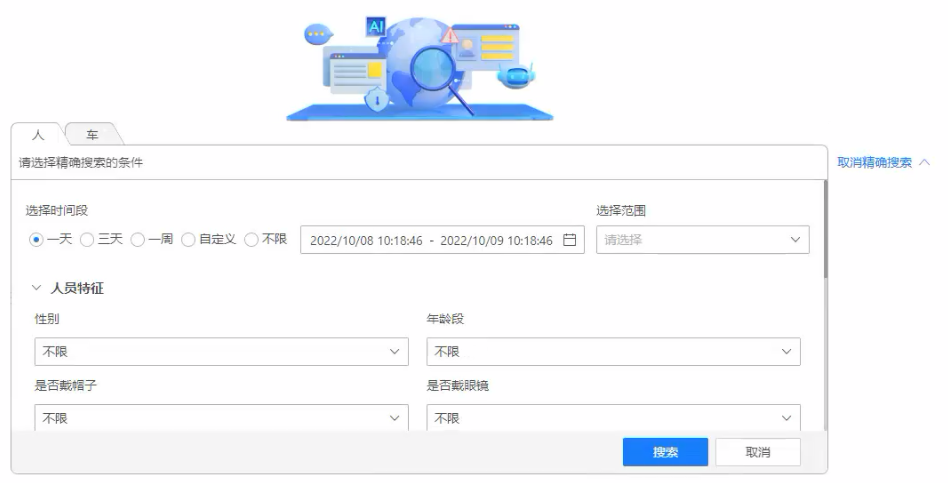 AI
人 车
请选择精确搜索的条件 取消精确搜索
选择时间段 选择范围
一天 三天 一周 自定义 不限 2022/10/08 10:18:46 - 2022/10/09 10:18:46 请选择
人员特征
性别 年龄段
不限 不限
是否戴帽子 是否戴眼镜
不限 不限
搜索 取消